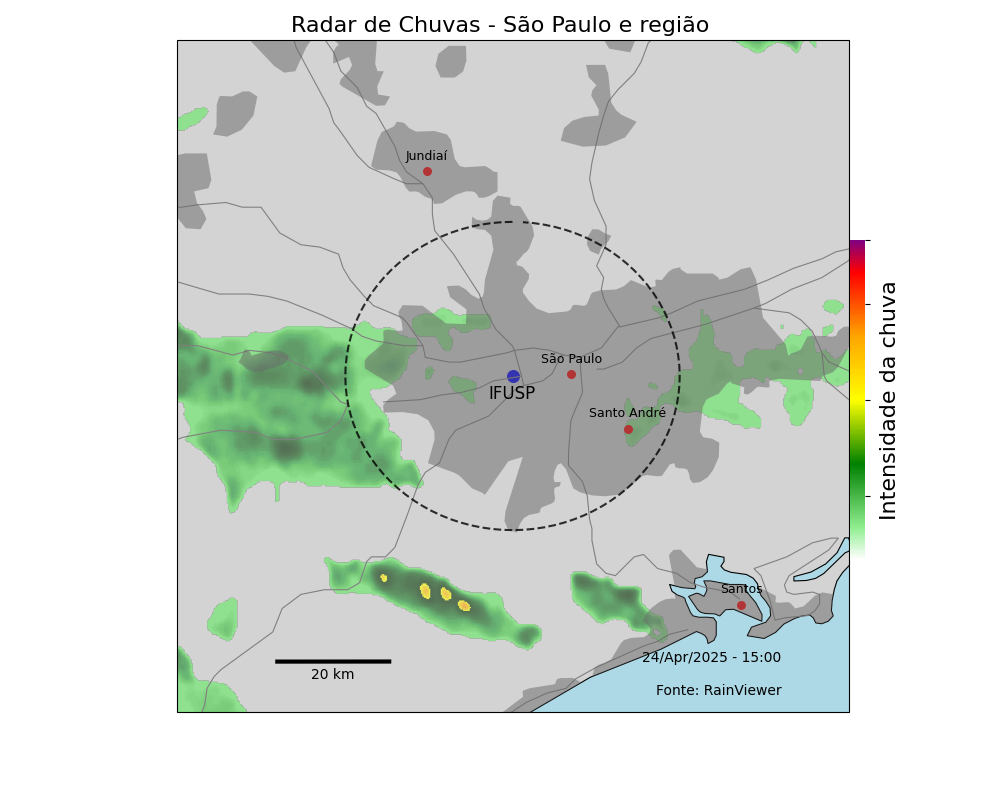 Radar de Chuvas - São Paulo e região
Jundiaí
São Paulo
IFUSP
Santo André
Santos
24/Apr/2025 - 15:00
20 km
Fonte: RainViewer
Intensidade da chuva